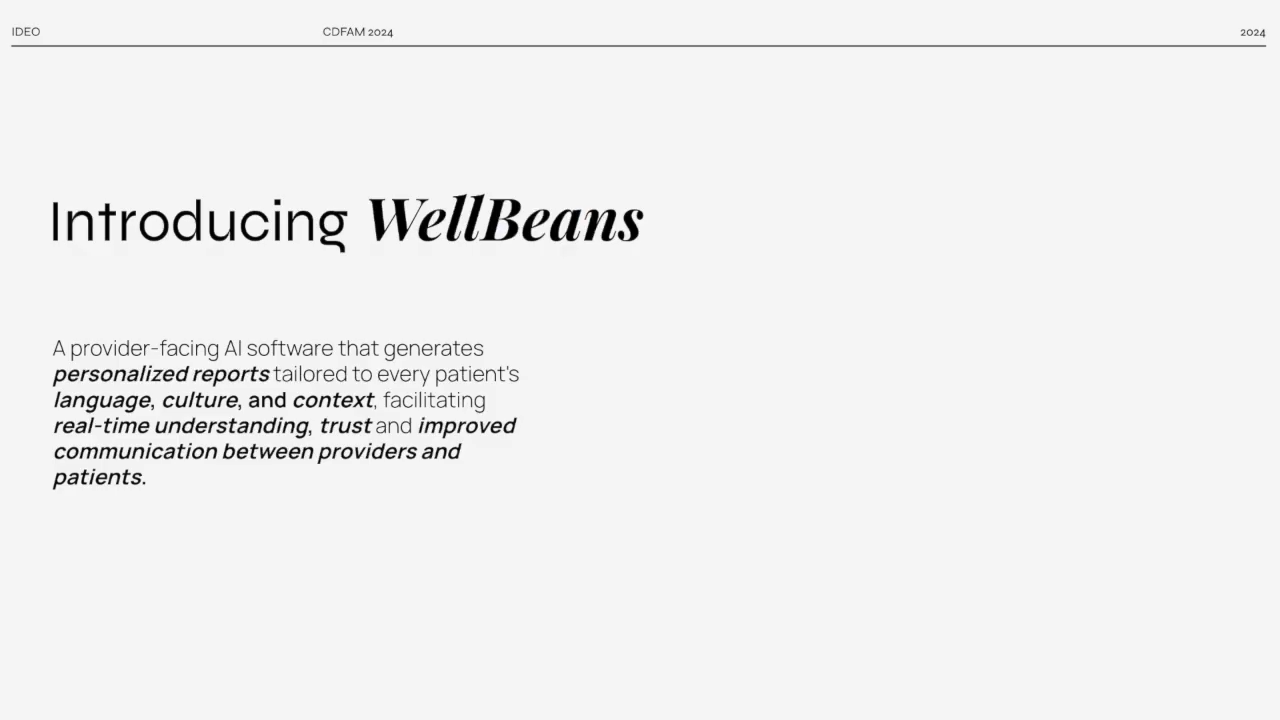 IDEO
CDFAM 2024
2024
Introducing WellBeans
A provider-facing AI software that generates
personalized reports tailored to every patient's
language, culture, and context, facilitating
real-time understanding, trust and improved
communication between providers and
patients.